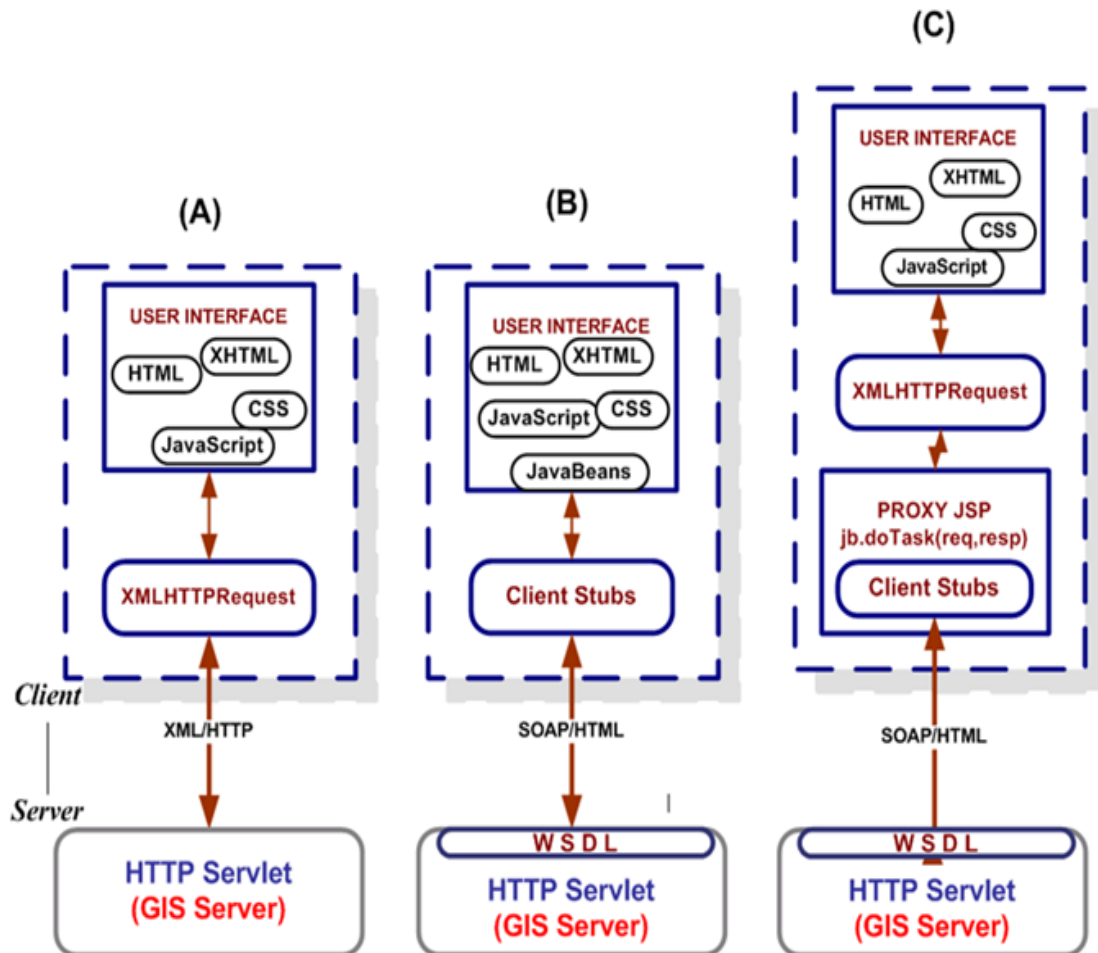 (A)
USER INTERFACE
HTML
XHTML
CSS
JavaScript
XMLHTTPRequest
XML/HTTP
HTTP Servlet
(GIS Server)
(B)
USER INTERFACE
HTML
XHTML
JavaScript
CSS
JavaBeans
Client Stubs
SOAP/HTML
W S D L
HTTP Servlet
(GIS Server)
(C)
USER INTERFACE
XHTML
HTML
CSS
JavaScript
XMLHTTPRequest
PROXY JSP
jb.doTask(req,resp)
Client Stubs
SOAP/HTML
W S D L
HTTP Servlet
(GIS Server)
Client
Server